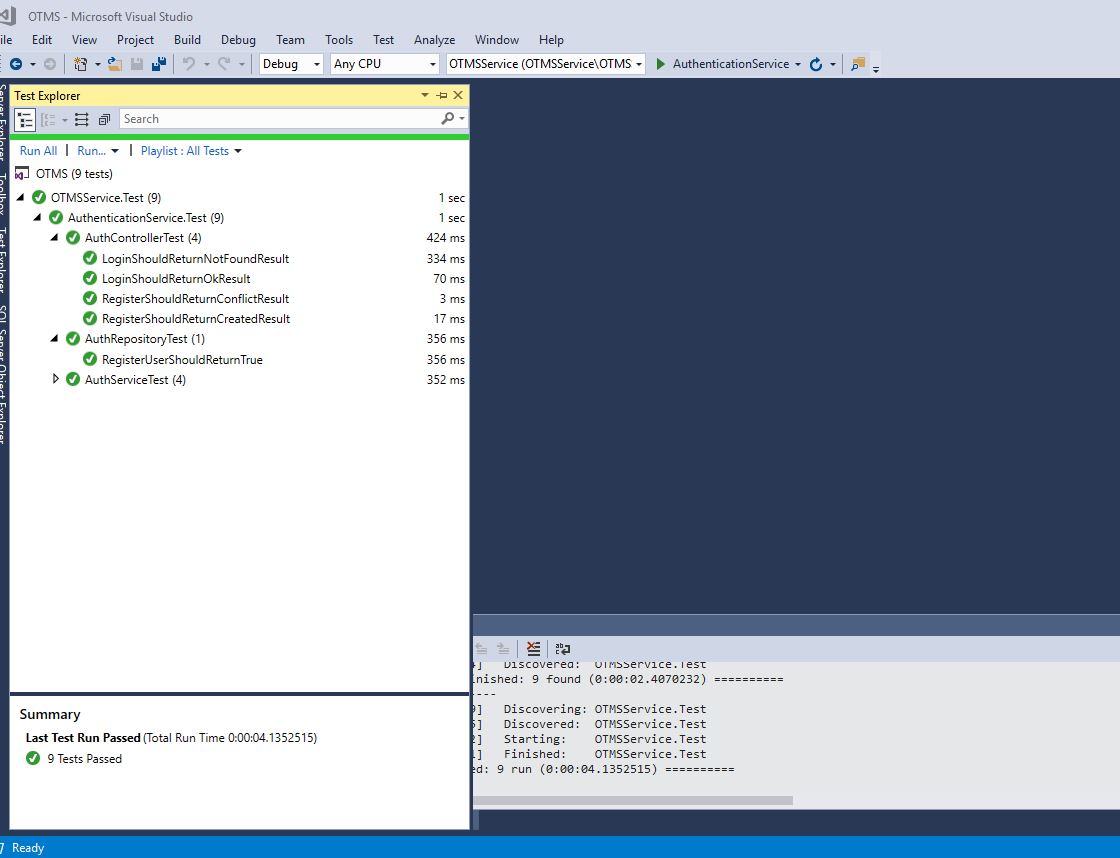 OTMS - Microsoft Visual Studio
ile Edit View Project Build Debug Team Tools Test Analyze Window Help
Debug Any CPU OTMSService (OTMSService\OTMS AuthenticationService
Server Explorer
Toolbox
Test Explorer
SQL Server Object Explorer
Test Explorer
Search
Run All | Run... | Playlist : All Tests
OTMS (9 tests)
OTMSService.Test (9) 1 sec
AuthenticationService.Test (9) 1 sec
AuthControllerTest (4) 424 ms
LoginShouldReturnNotFoundResult 334 ms
LoginShouldReturnOkResult 70 ms
RegisterShouldReturnConflictResult 3 ms
RegisterShouldReturnCreatedResult 17 ms
AuthRepositoryTest (1) 356 ms
RegisterUserShouldReturnTrue 356 ms
AuthServiceTest (4) 352 ms
Summary
Last Test Run Passed (Total Run Time 0:00:04.1352515)
9 Tests Passed
] Discovered: OTMSService.Test
inished: 9 found (0:00:02.4070232) ==========
----
] Discovering: OTMSService.Test
] Discovered: OTMSService.Test
] Starting: OTMSService.Test
] Finished: OTMSService.Test
ed: 9 run (0:00:04.1352515) ==========
Ready